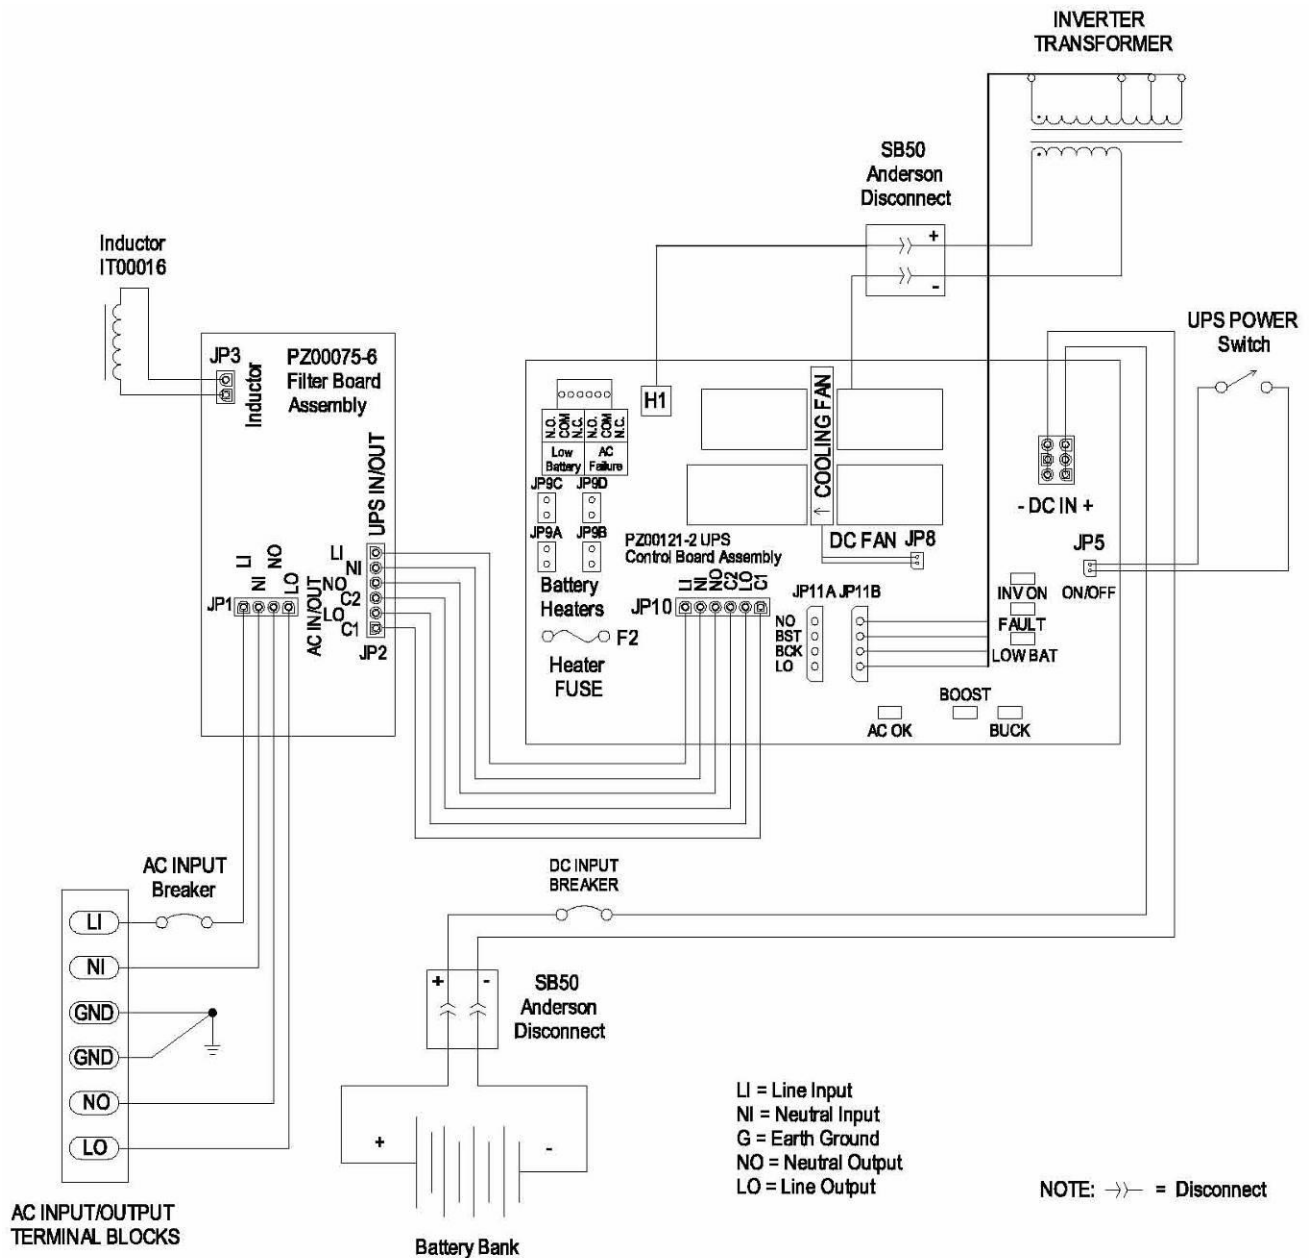 INVERTER
TRANSFORMER
SB50
Anderson
Disconnect
+
-
Inductor
IT00016
UPS POWER
Switch
JP3
Inductor
PZ00075-6
Filter Board
Assembly
UPS IN/OUT
LI
NI
NO
C2
LO
C1
JP2
LI
NI
NO
LO
JP1
AC IN/OUT
H1
N.O.
COM
N.C.
N.O.
COM
N.C.
Low
Battery
AC
Failure
JP9C
JP9D
JP9A
JP9B
Battery
Heaters
F2
Heater
FUSE
COOLING FAN
PZ00121-2 UPS
Control Board Assembly
DC FAN
JP8
LI
NI
NO
C2
LO
C1
JP10
JP11A
JP11B
NO
BST
BCK
LO
- DC IN +
JP5
ON/OFF
INV ON
FAULT
LOW BAT
BOOST
AC OK
BUCK
AC INPUT
Breaker
DC INPUT
BREAKER
LI
NI
GND
GND
NO
LO
AC INPUT/OUTPUT
TERMINAL BLOCKS
+
-
SB50
Anderson
Disconnect
+
-
Battery Bank
LI = Line Input
NI = Neutral Input
G = Earth Ground
NO = Neutral Output
LO = Line Output
NOTE: = Disconnect